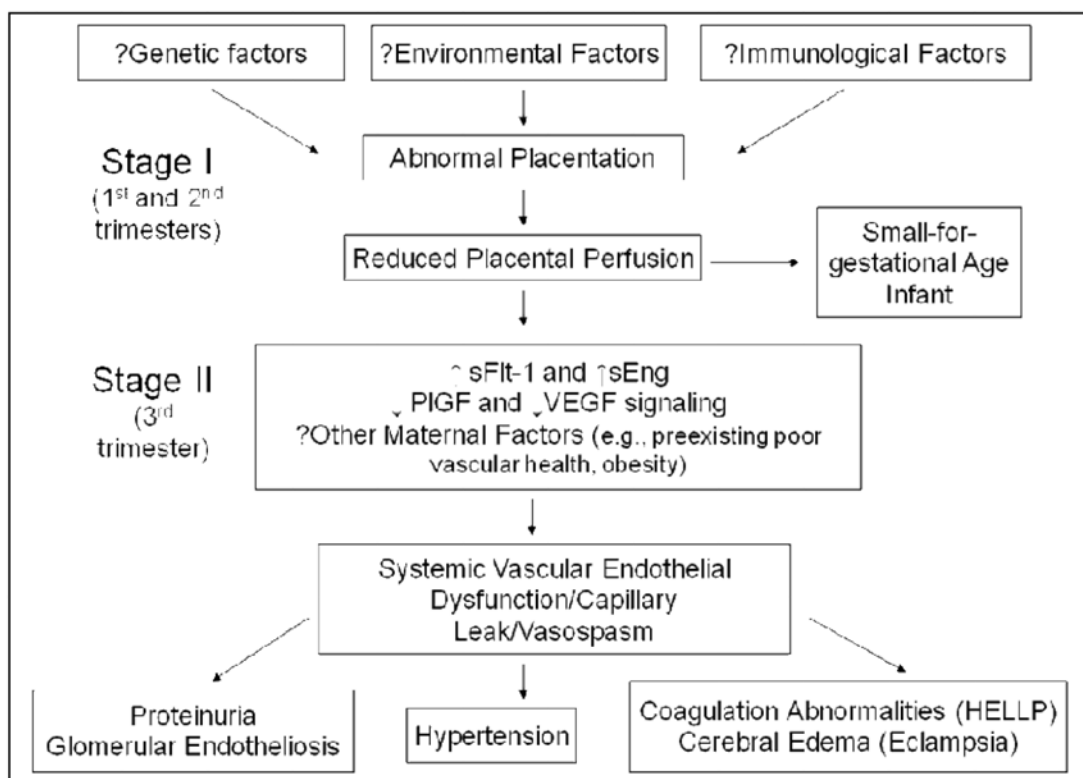 ?Genetic factors
?Environmental Factors
?Immunological Factors
Stage I
(1st and 2nd
trimesters)
Abnormal Placentation
Reduced Placental Perfusion
Small-for-
gestational Age
Infant
Stage II
(3rd
trimester)
↑ sFlt-1 and ↑sEng
↓ PIGF and ↓VEGF signaling
?Other Maternal Factors (e.g., preexisting poor
vascular health, obesity)
Systemic Vascular Endothelial
Dysfunction/Capillary
Leak/Vasospasm
Proteinuria
Glomerular Endotheliosis
Hypertension
Coagulation Abnormalities (HELLP)
Cerebral Edema (Eclampsia)